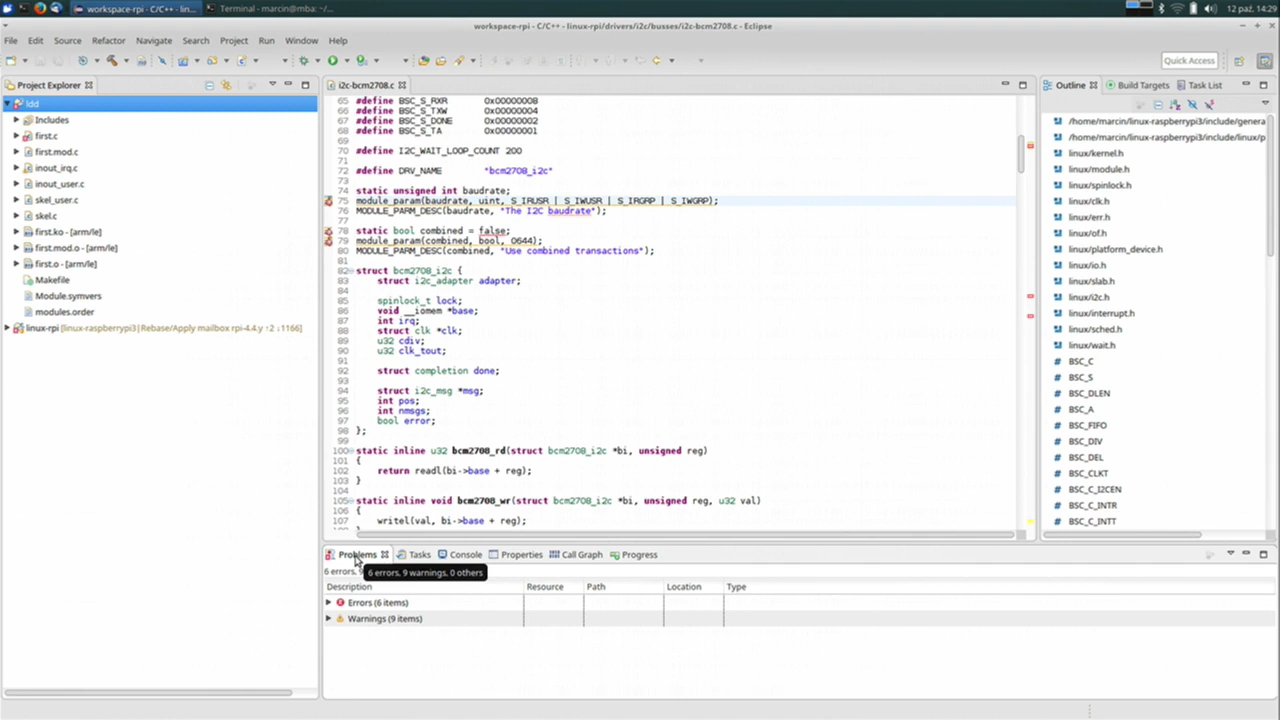 workspace-rpi - C/C++ - lin...
Terminal - marcin@mba: ~/...
12 paź, 14:29
workspace-rpi - C/C++ - linux-rpi/drivers/i2c/busses/i2c-bcm2708.c - Eclipse
File Edit Source Refactor Navigate Search Project Run Window Help
Quick Access
Project Explorer
ldd
Includes
first.c
first.mod.c
inout_irq.c
inout_user.c
skel_user.c
skel.c
first.ko - [arm/le]
first.mod.o - [arm/le]
first.o - [arm/le]
Makefile
Module.symvers
modules.order
linux-rpi [linux-raspberrypi3|Rebase/Apply mailbox rpi-4.4.y ↑2 ↓1166]
i2c-bcm2708.c
65 #define BSC_S_RXR 0x00000008
66 #define BSC_S_TXW 0x00000004
67 #define BSC_S_DONE 0x00000002
68 #define BSC_S_TA 0x00000001
69
70 #define I2C_WAIT_LOOP_COUNT 200
71
72 #define DRV_NAME "bcm2708_i2c"
73
74 static unsigned int baudrate;
75 module_param(baudrate, uint, S_IRUSR | S_IWUSR | S_IRGRP | S_IWGRP);
76 MODULE_PARM_DESC(baudrate, "The I2C baudrate");
77
78 static bool combined = false;
79 module_param(combined, bool, 0644);
80 MODULE_PARM_DESC(combined, "Use combined transactions");
81
82 struct bcm2708_i2c {
83 struct i2c_adapter adapter;
84
85 spinlock_t lock;
86 void __iomem *base;
87 int irq;
88 struct clk *clk;
89 u32 cdiv;
90 u32 clk_tout;
91
92 struct completion done;
93
94 struct i2c_msg *msg;
95 int pos;
96 int nmsgs;
97 bool error;
98 };
99
100 static inline u32 bcm2708_rd(struct bcm2708_i2c *bi, unsigned reg)
101 {
102 return readl(bi->base + reg);
103 }
104
105 static inline void bcm2708_wr(struct bcm2708_i2c *bi, unsigned reg, u32 val)
106 {
107 writel(val, bi->base + reg);
Outline Build Targets Task List
/home/marcin/linux-raspberrypi3/include/genera
/home/marcin/linux-raspberrypi3/include/linux/p
linux/kernel.h
linux/module.h
linux/spinlock.h
linux/clk.h
linux/err.h
linux/of.h
linux/platform_device.h
linux/io.h
linux/slab.h
linux/i2c.h
linux/interrupt.h
linux/sched.h
linux/wait.h
BSC_C
BSC_S
BSC_DLEN
BSC_A
BSC_FIFO
BSC_DIV
BSC_DEL
BSC_CLKT
BSC_C_I2CEN
BSC_C_INTR
BSC_C_INTT
Problems Tasks Console Properties Call Graph Progress
6 errors, 9
6 errors, 9 warnings, 0 others
Description Resource Path Location Type
Errors (6 items)
Warnings (9 items)